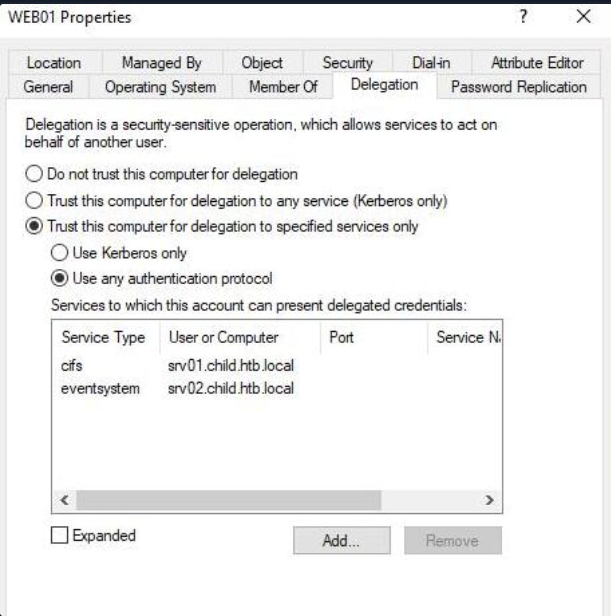 WEB01 Properties ? ×
Location Managed By Object Security Dial-in Attribute Editor
General Operating System Member Of Delegation Password Replication
Delegation is a security-sensitive operation, which allows services to act on
behalf of another user.
Do not trust this computer for delegation
Trust this computer for delegation to any service (Kerberos only)
Trust this computer for delegation to specified services only
Use Kerberos only
Use any authentication protocol
Services to which this account can present delegated credentials:
Service Type User or Computer Port Service N
cifs srv01.child.htb.local
eventsystem srv02.child.htb.local
Expanded Add... Remove